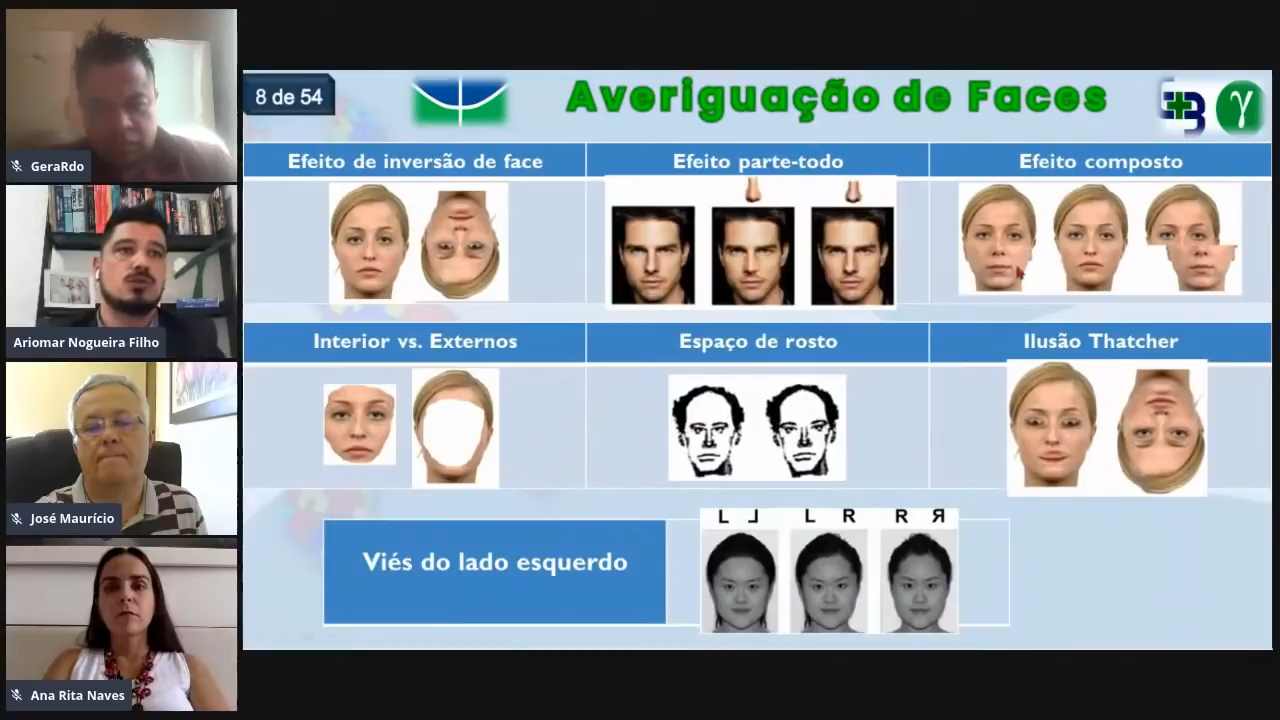 GeraRdo
Ariomar Nogueira Filho
José Maurício
Ana Rita Naves
8 de 54
Averiguação de Faces
Efeito de inversão de face
Efeito parte-todo
Efeito composto
Interior vs. Externos
Espaço de rosto
Ilusão Thatcher
Viés do lado esquerdo
L ⅃ L R R Я
B
γ